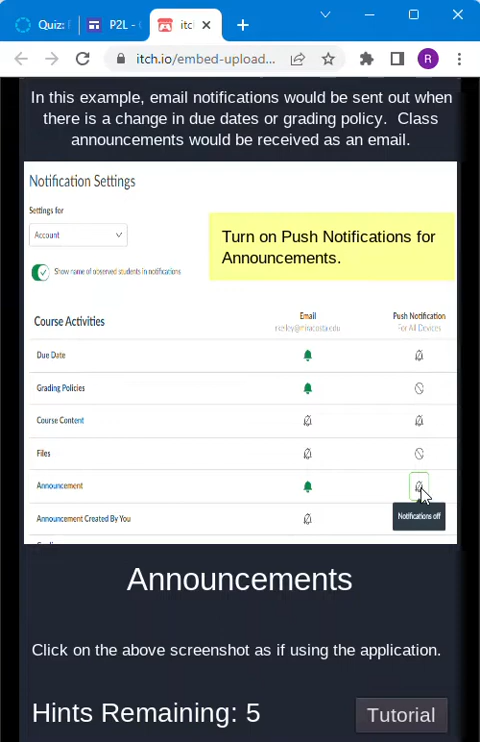 Quiz:
P2L -
itc
itch.io/embed-upload...
R
In this example, email notifications would be sent out when
there is a change in due dates or grading policy. Class
announcements would be received as an email.
Notification Settings
Settings for
Account
Turn on Push Notifications for
Announcements.
Show name of observed students in notifications
Course Activities
Email
Push Notification
For All Devices
Due Date
Grading Policies
Course Content
Files
Announcement
Notifications off
Announcement Created By You
Announcements
Click on the above screenshot as if using the application.
Hints Remaining: 5
Tutorial